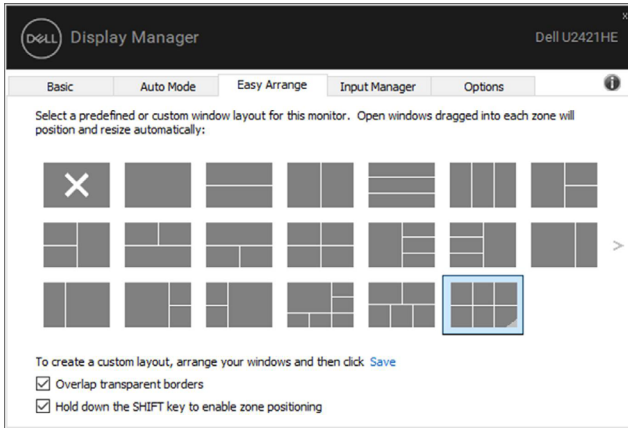 DELL Display Manager
Dell U2421HE
Basic
Auto Mode
Easy Arrange
Input Manager
Options
Select a predefined or custom window layout for this monitor. Open windows dragged into each zone will
position and resize automatically:
To create a custom layout, arrange your windows and then click Save
Overlap transparent borders
Hold down the SHIFT key to enable zone positioning